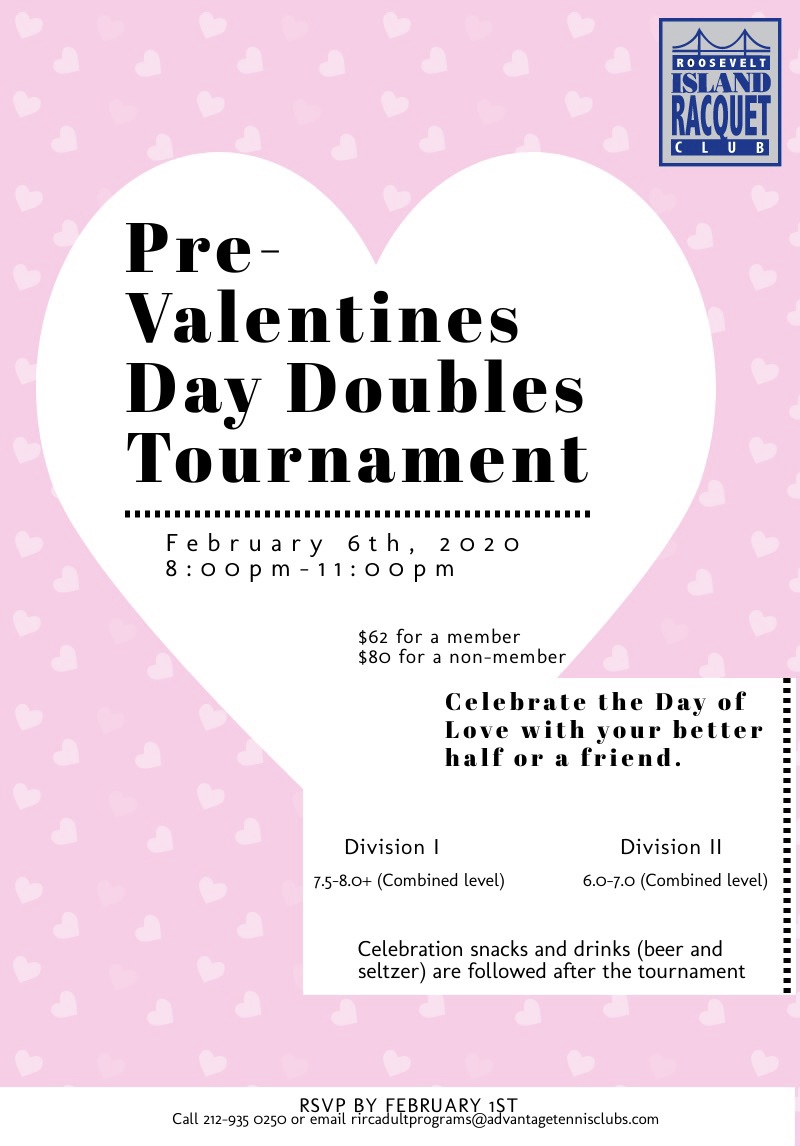 ROOSEVELT
ISLAND
RACQUET
CLUB
Pre-
Valentines
Day Doubles
Tournament
February 6th, 2020
8:00pm-11:00pm
$62 for a member
$80 for a non-member
Celebrate the Day of
Love with your better
half or a friend.
Division I
7.5-8.0+ (Combined level)
Division II
6.0-7.0 (Combined level)
Celebration snacks and drinks (beer and
seltzer) are followed after the tournament
RSVP BY FEBRUARY 1ST
Call 212-935 0250 or email rircadultprograms@advantagetennisclubs.com